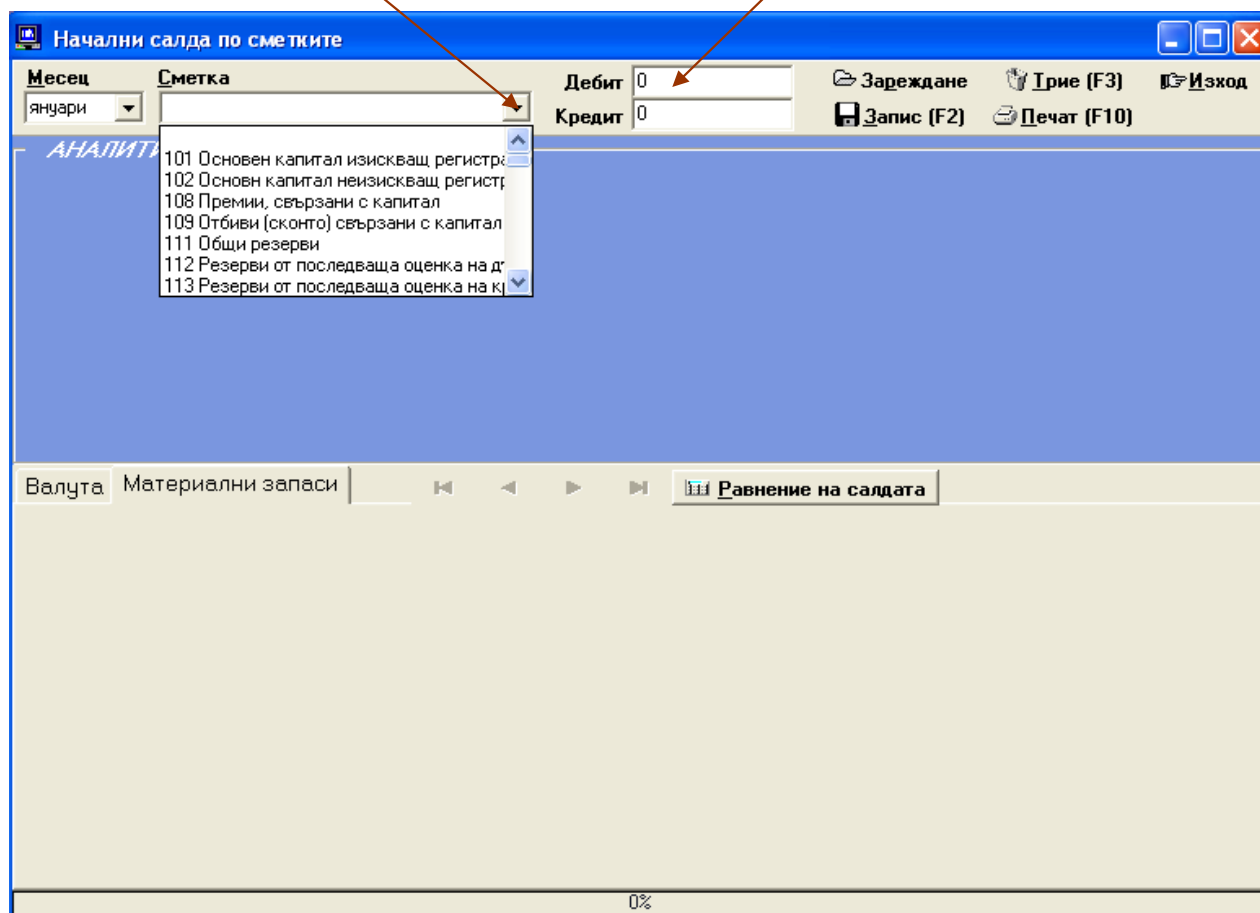 Начални салда по сметките
Месец Сметка Дебит 0 Зареждане Трие (F3) Изход
януари Кредит 0 Запис (F2) Печат (F10)
АНАЛИТИ
101 Основен капитал изискващ регистра
102 Основн капитал неизискващ регистр
108 Премии, свързани с капитал
109 Отбиви (сконто) свързани с капитал
111 Общи резерви
112 Резерви от последваща оценка на д
113 Резерви от последваща оценка на к
Валута Материални запаси Равнение на салдата
0%